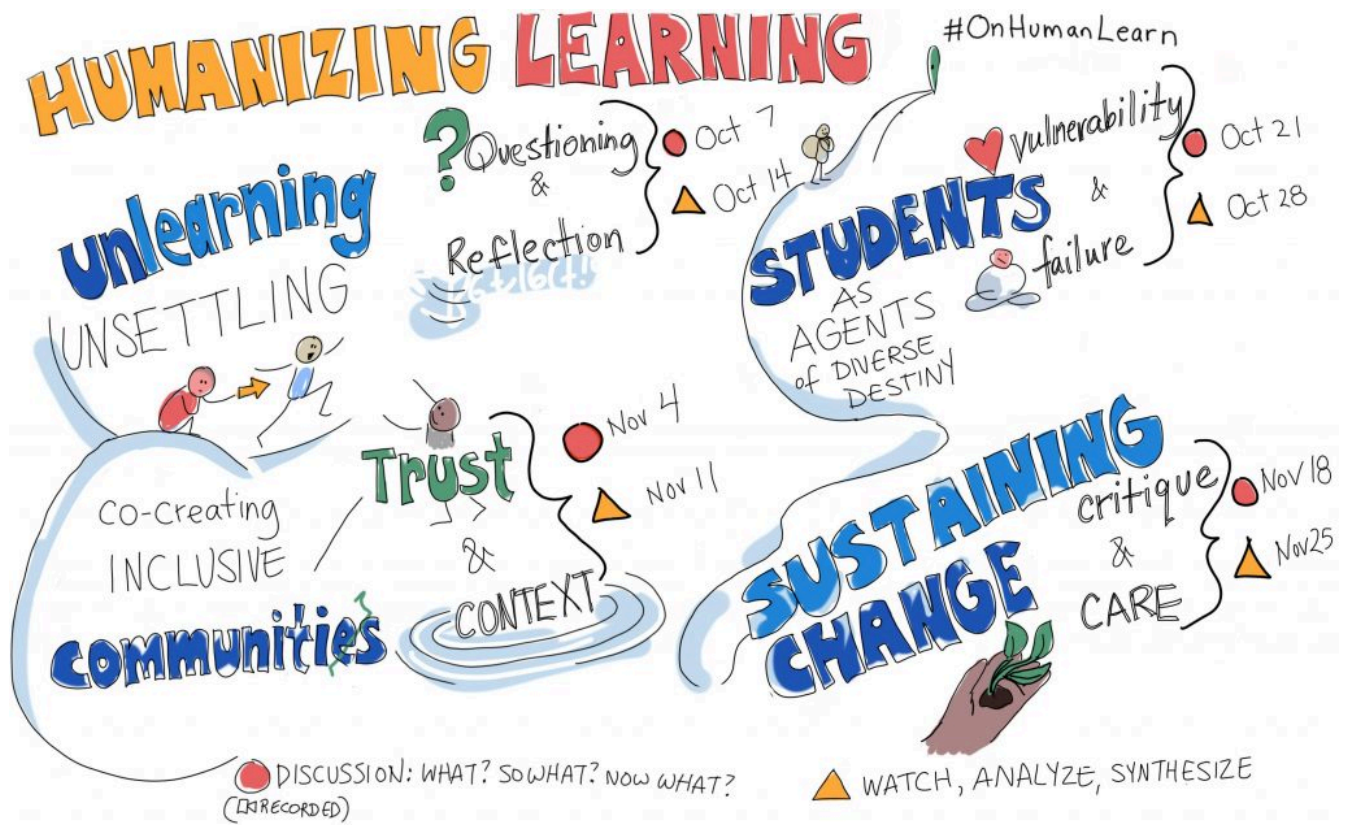 HUMANIZING LEARNING
#OnHumanLearn
unlearning
UNSETTLING
?Questioning
&
Reflection
Oct 7
Oct 14
STUDENTS
AS
AGENTS
of DIVERSE
DESTINY
vulnerability
&
failure
Oct 21
Oct 28
co-creating
INCLUSIVE
communities
Trust
&
CONTEXT
Nov 4
Nov 11
SUSTAINING
CHANGE
critique
&
CARE
Nov 18
Nov 25
DISCUSSION: WHAT? SO WHAT? NOW WHAT?
RECORDED)
WATCH, ANALYZE, SYNTHESIZE